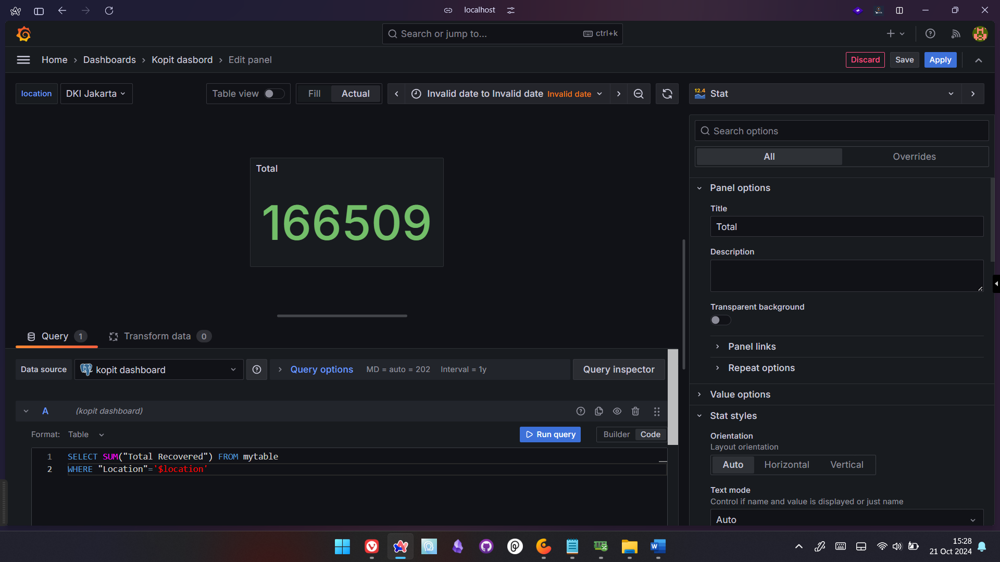 localhost
Search or jump to...
ctrl+k
Home › Dashboards › Kopit dasbord › Edit panel
Discard
Save
Apply
location
DKI Jakarta
Table view
Fill
Actual
Invalid date to Invalid date Invalid date
12.4
Stat
Search options
All
Overrides
Total
166509
Panel options
Title
Total
Description
Transparent background
Panel links
Repeat options
Value options
Stat styles
Orientation
Layout orientation
Auto
Horizontal
Vertical
Text mode
Control if name and value is displayed or just name
Auto
Query 1
Transform data 0
Data source
kopit dashboard
Query options
MD = auto = 202
Interval = 1y
Query inspector
A
(kopit dashboard)
Format: Table
Run query
Builder
Code
1 SELECT SUM("Total Recovered") FROM mytable
2 WHERE "Location"='$location'
15:28
21 Oct 2024